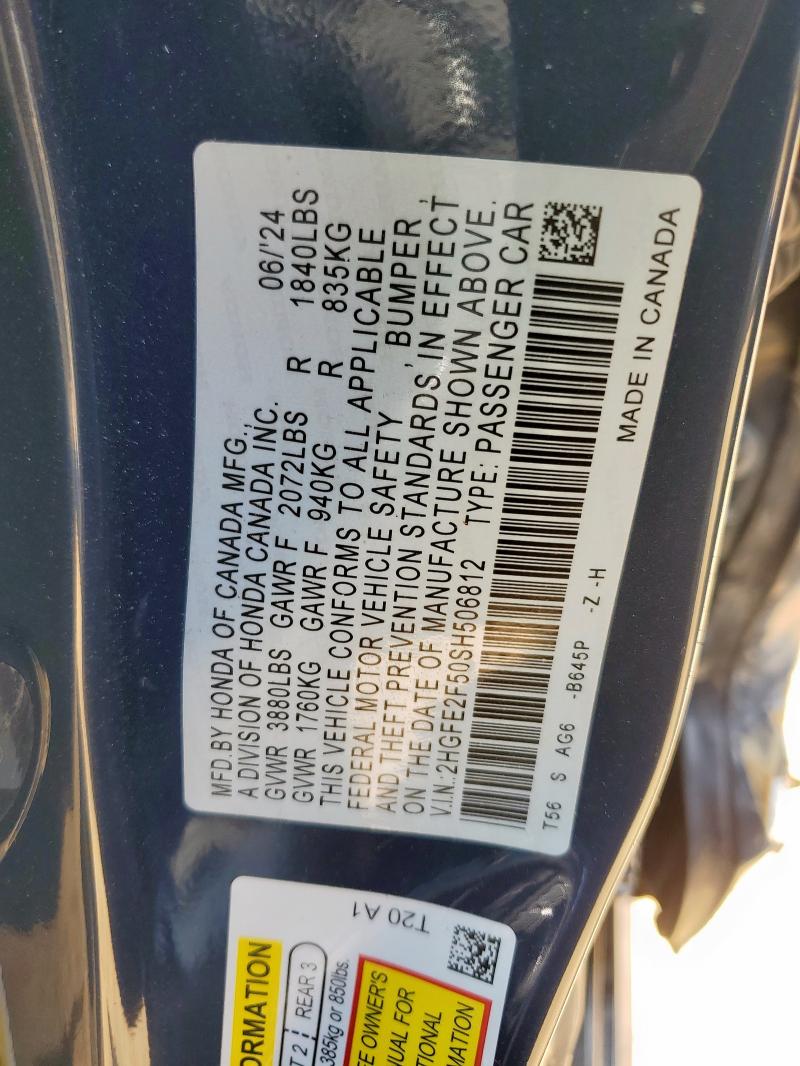 MFD.BY HONDA OF CANADA MFG.,
A DIVISION OF HONDA CANADA INC. 06/'24
GVWR 3880LBS GAWR F 2072LBS R 1840LBS
GVWR 1760KG GAWR F 940KG R 835KG
THIS VEHICLE CONFORMS TO ALL APPLICABLE
FEDERAL MOTOR VEHICLE SAFETY , BUMPER ,
AND THEFT PREVENTION STANDARDS, IN EFFECT
ON THE DATE OF MANUFACTURE SHOWN ABOVE.
V.I.N.:2HGFE2F50SH506812 TYPE: PASSENGER CAR
T56 S AG6 -B645P -Z -H
MADE IN CANADA
T20 A1
ORMATION
T 2 REAR 3
385kg or 850lbs.
EE OWNER'S
NUAL FOR
TIONAL
MATION